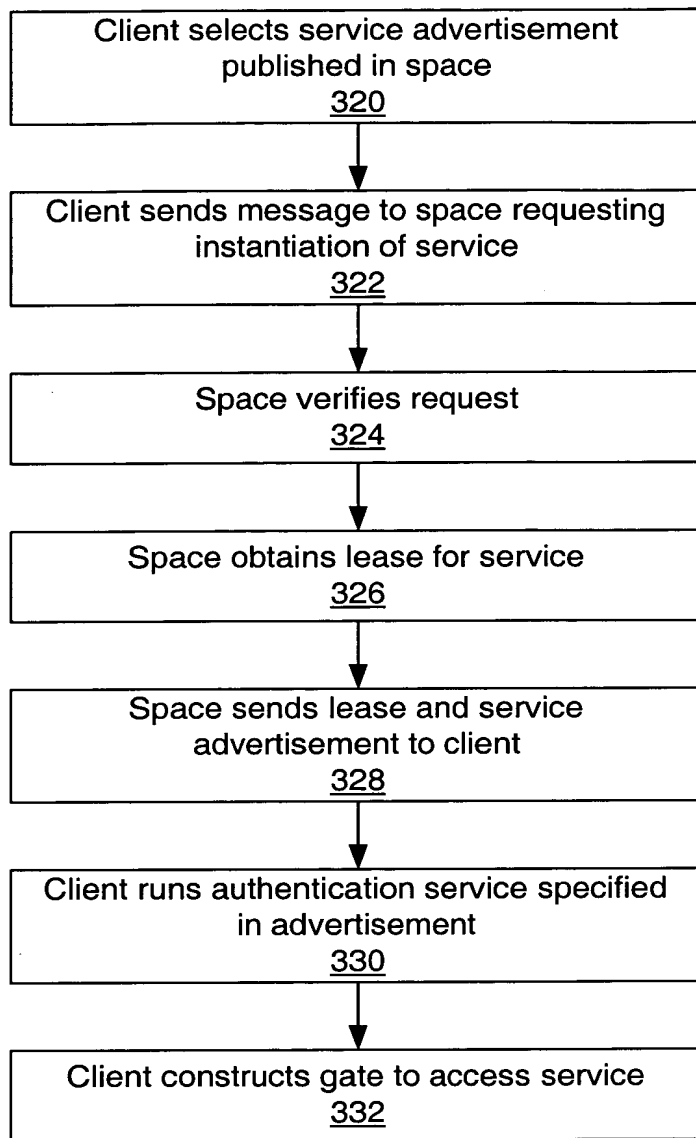 Client selects service advertisement
published in space
320
Client sends message to space requesting
instantiation of service
322
Space verifies request
324
Space obtains lease for service
326
Space sends lease and service
advertisement to client
328
Client runs authentication service specified
in advertisement
330
Client constructs gate to access service
332